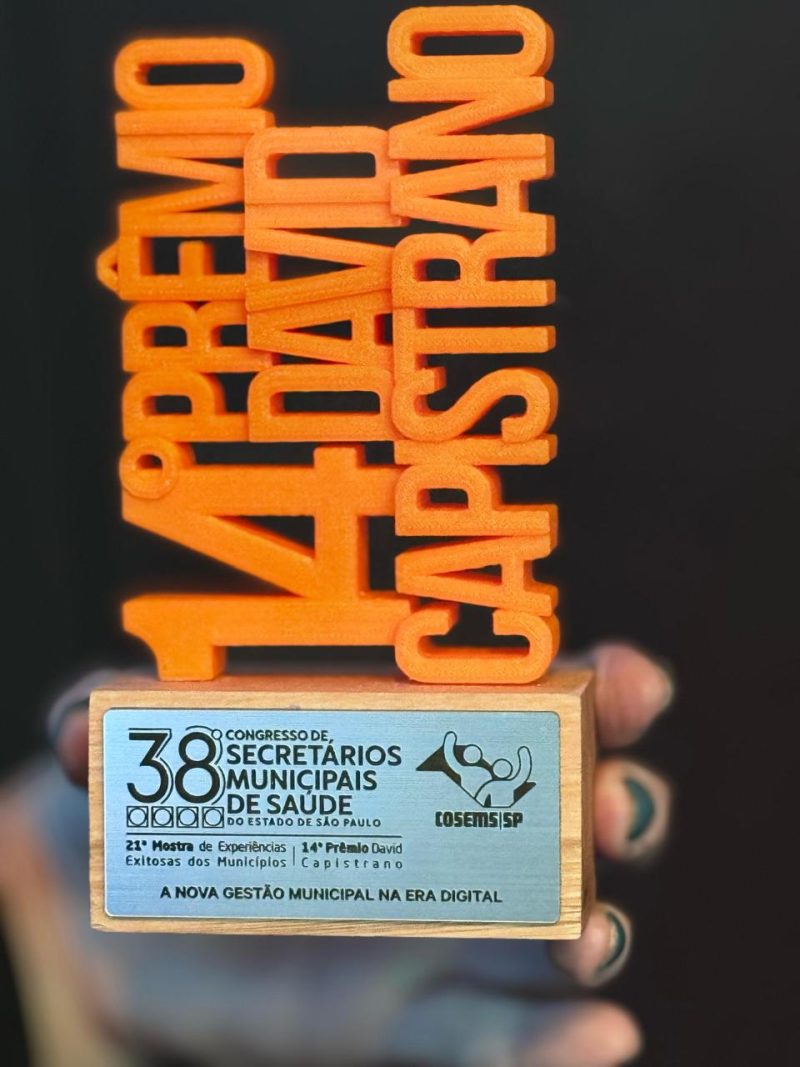 14º PRÊMIO
DAVID
CAPISTRANO
38º CONGRESSO DE
SECRETÁRIOS
MUNICIPAIS
DE SAÚDE
DO ESTADO DE SÃO PAULO
COSEMS|SP
21ª Mostra de Experiências
Exitosas dos Municípios
14º Prêmio David
Capistrano
A NOVA GESTÃO MUNICIPAL NA ERA DIGITAL